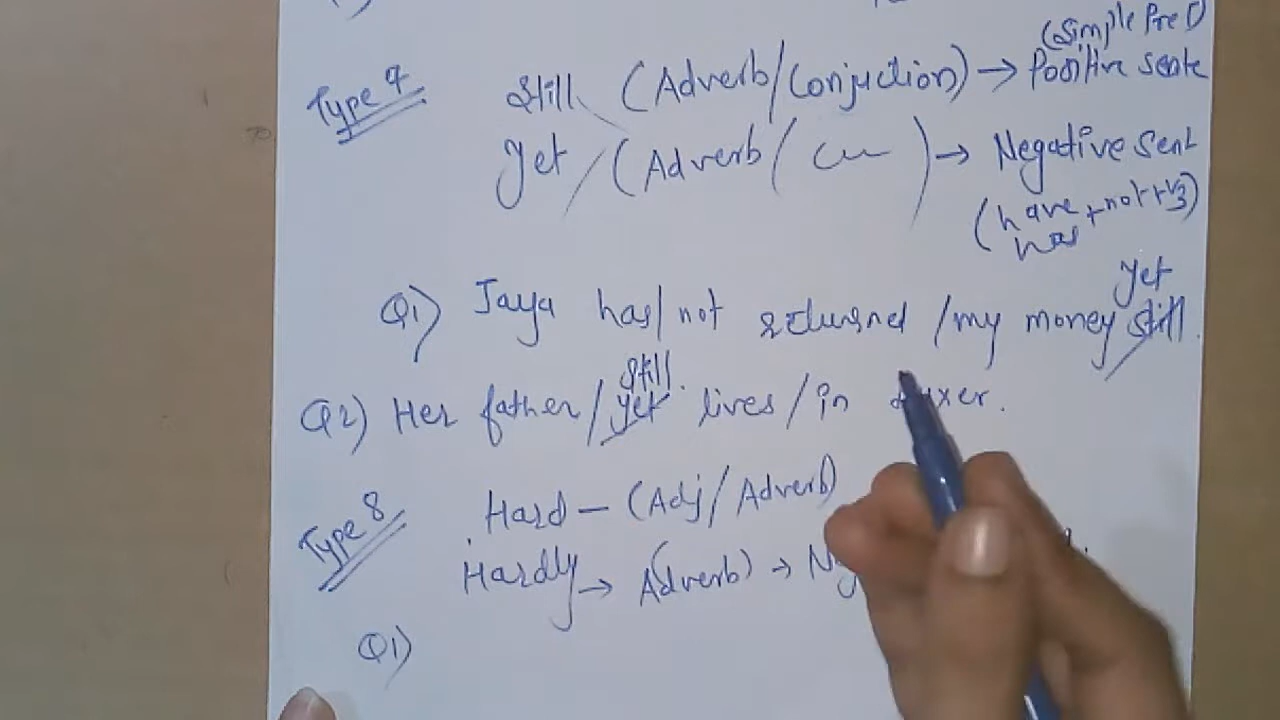 (Simple Pre
Type 9
Still (Adverb/Conjuction) → Positive sente
Yet / (Adverb / ) → Negative sent
(have + not + v3)
has
yet
Q1) Jaya has/not returned /my money still.
still.
Q2) Her father /yet lives /in
Type 8
Hard – (Adj/Adverb)
Hardly → Adverb) →
Q1)